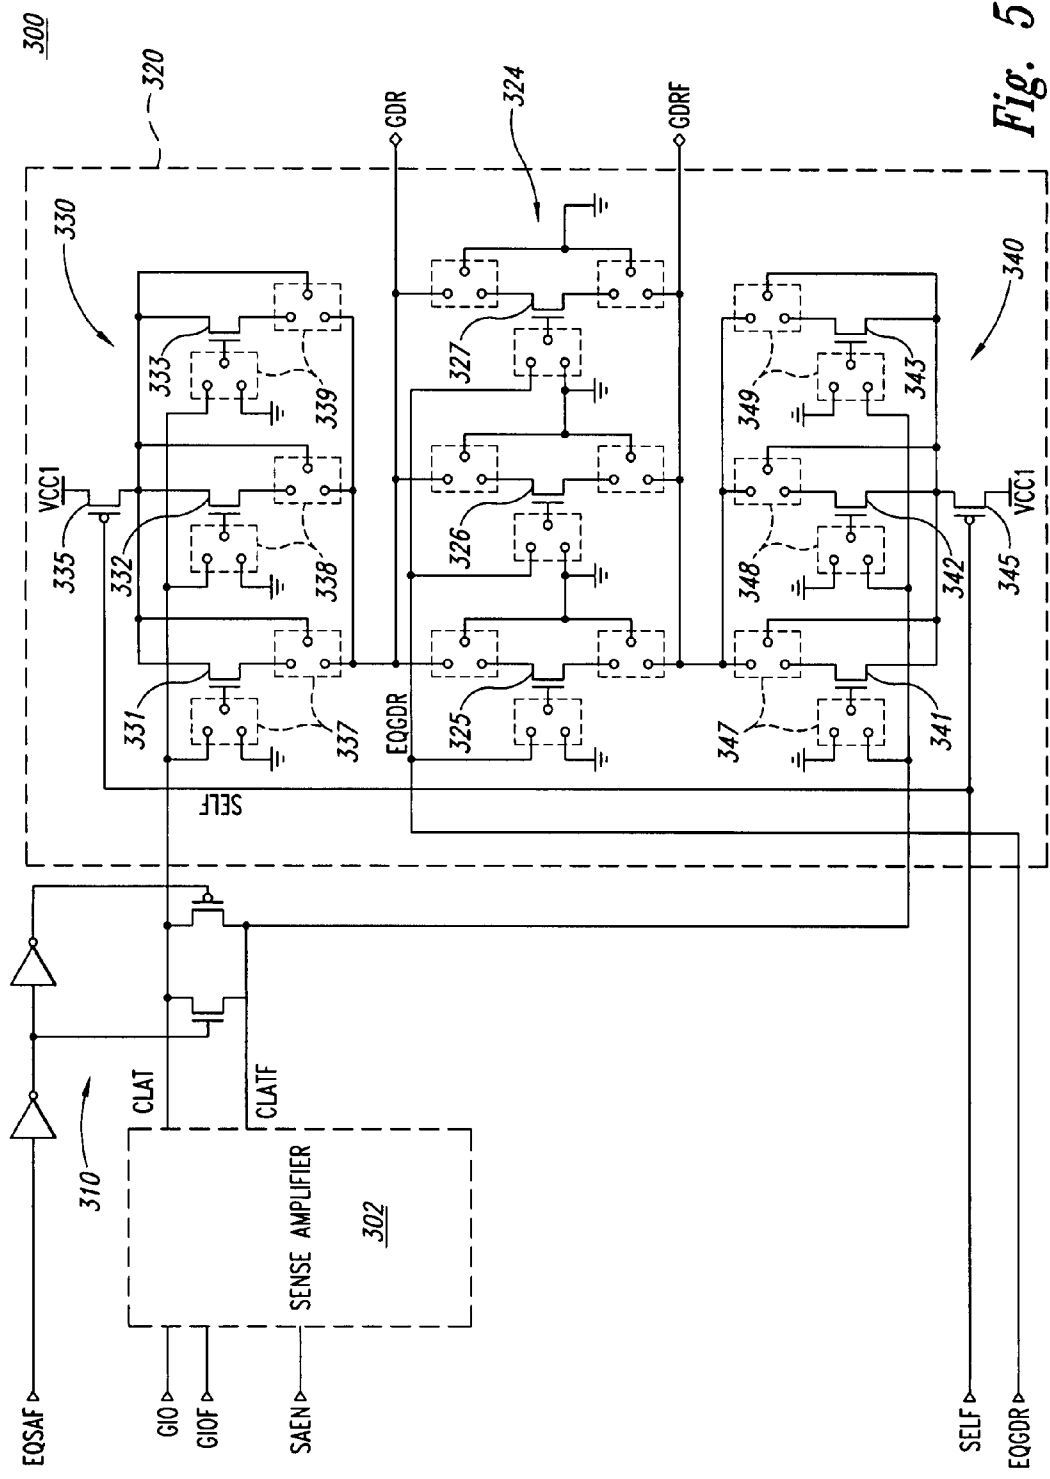 300
320
GDR
324
GDRF
Fig. 5
330
340
VCC1
335
333
332
331
339
338
337
SELF
EQGDR
327
326
325
349
348
347
343
342
341
345
VCC1
310
CLAT
CLATF
SENSE AMPLIFIER
302
EQSAF
GIO
GIOF
SAEN
SELF
EQGDR